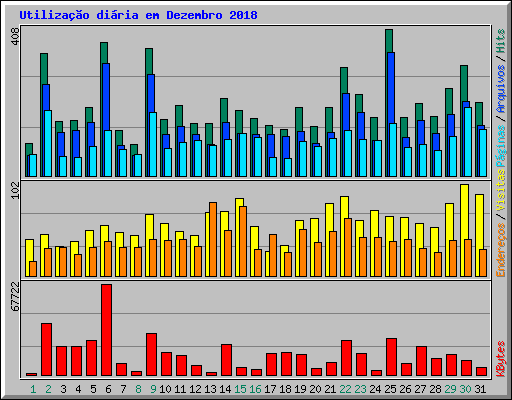 Utilização diária em Dezembro 2018
408
102
67722
Páginas / Arquivos / Hits
Endereços / Visitas
KBytes
1 2 3 4 5 6 7 8 9 10 11 12 13 14 15 16 17 18 19 20 21 22 23 24 25 26 27 28 29 30 31